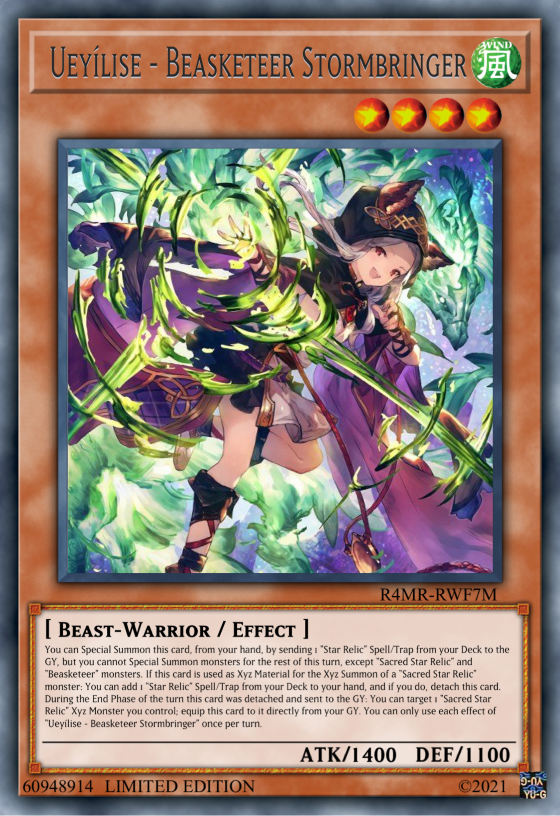 Ueyílise - Beasketeer Stormbringer
WIND
風
R4MR-RWF7M
[ Beast-Warrior / Effect ]
You can Special Summon this card, from your hand, by sending 1 "Star Relic" Spell/Trap from your Deck to the
GY, but you cannot Special Summon monsters for the rest of this turn, except "Sacred Star Relic" and
"Beasketeer" monsters. If this card is used as Xyz Material for the Xyz Summon of a "Sacred Star Relic"
monster: You can add 1 "Star Relic" Spell/Trap from your Deck to your hand, and if you do, detach this card.
During the End Phase of the turn this card was detached and sent to the GY: You can target 1 "Sacred Star
Relic" Xyz Monster you control; equip this card to it directly from your GY. You can only use each effect of
"Ueyílise - Beasketeer Stormbringer" once per turn.
ATK/1400 DEF/1100
60948914 LIMITED EDITION ©2021
YU-G